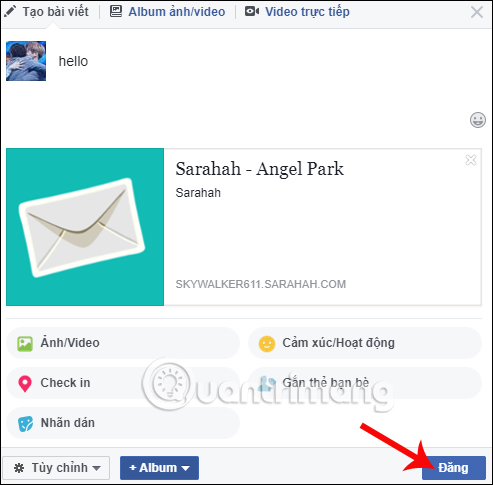 Tạo bài viết Album ảnh/video Video trực tiếp
hello
Sarahah - Angel Park
Sarahah
SKYWALKER611.SARAHAH.COM
Ảnh/Video Cảm xúc/Hoạt động
Check in Gắn thẻ bạn bè
Quantrimang
Nhãn dán
Tùy chỉnh + Album Đăng